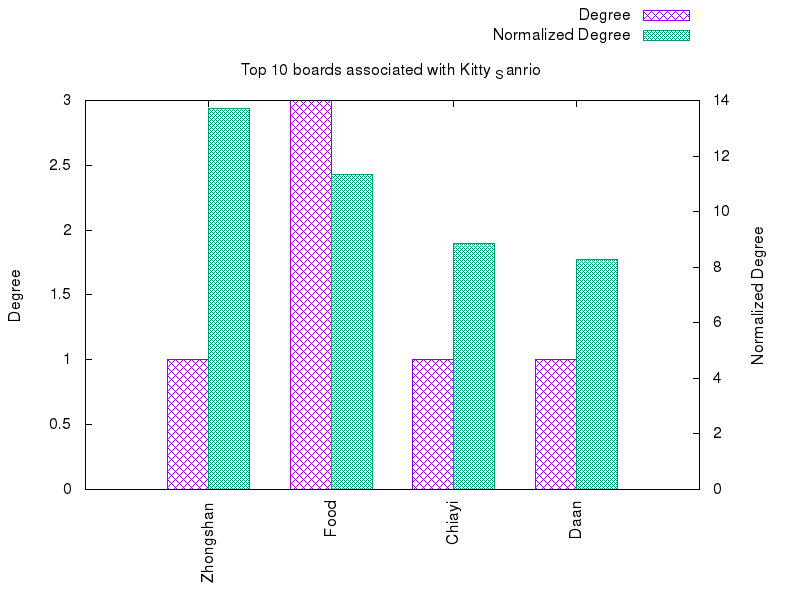 Degree
Normalized Degree
Top 10 boards associated with Kitty Sanrio
3
2.5
2
1.5
1
0.5
0
14
12
10
8
6
4
2
0
Degree
Normalized Degree
Zhongshan
Food
Chiayi
Daan